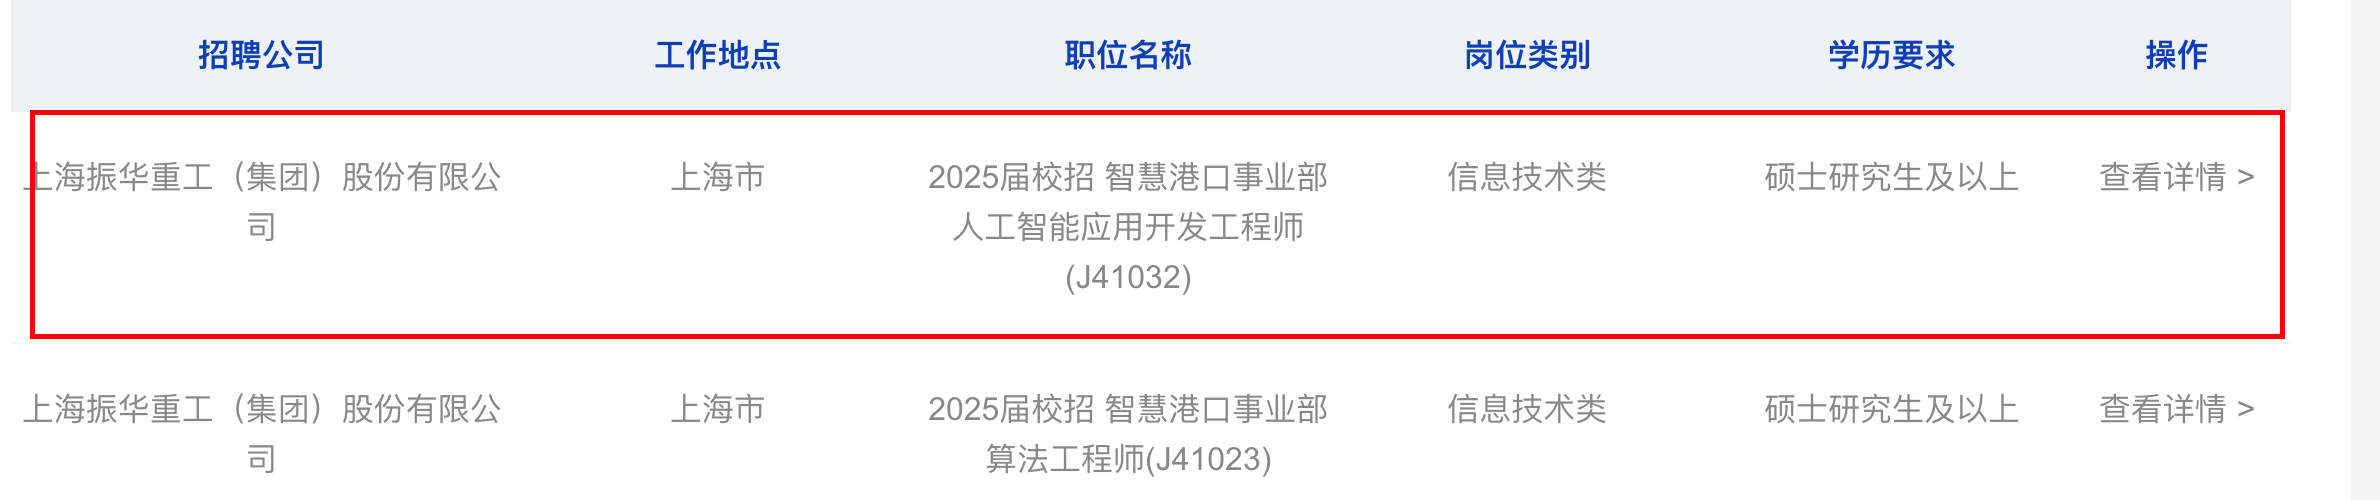 招聘公司 工作地点 职位名称 岗位类别 学历要求 操作
上海振华重工（集团）股份有限公 上海市 2025届校招 智慧港口事业部 信息技术类 硕士研究生及以上 查看详情 >
司 人工智能应用开发工程师
(J41032)
上海振华重工（集团）股份有限公 上海市 2025届校招 智慧港口事业部 信息技术类 硕士研究生及以上 查看详情 >
司 算法工程师(J41023)